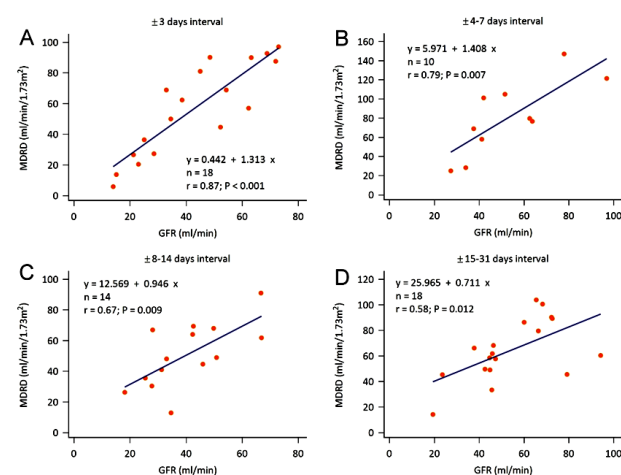 A
±3 days interval
MDRD (ml/min/1.73m²)
100
80
60
40
20
0
y = 0.442 + 1.313 x
n = 18
r = 0.87; P < 0.001
0 20 40 60 80
GFR (ml/min)
B
±4-7 days interval
MDRD (ml/min/1.73m²)
160
140
120
100
80
60
40
20
0
y = 5.971 + 1.408 x
n = 10
r = 0.79; P = 0.007
0 20 40 60 80 100
GFR (ml/min)
C
±8-14 days interval
MDRD (ml/min/1.73m²)
100
80
60
40
20
0
y = 12.569 + 0.946 x
n = 14
r = 0.67; P = 0.009
0 20 40 60 80
GFR (ml/min)
D
±15-31 days interval
MDRD (ml/min/1.73m²)
120
100
80
60
40
20
0
y = 25.965 + 0.711 x
n = 18
r = 0.58; P = 0.012
0 20 40 60 80 100
GFR (ml/min)